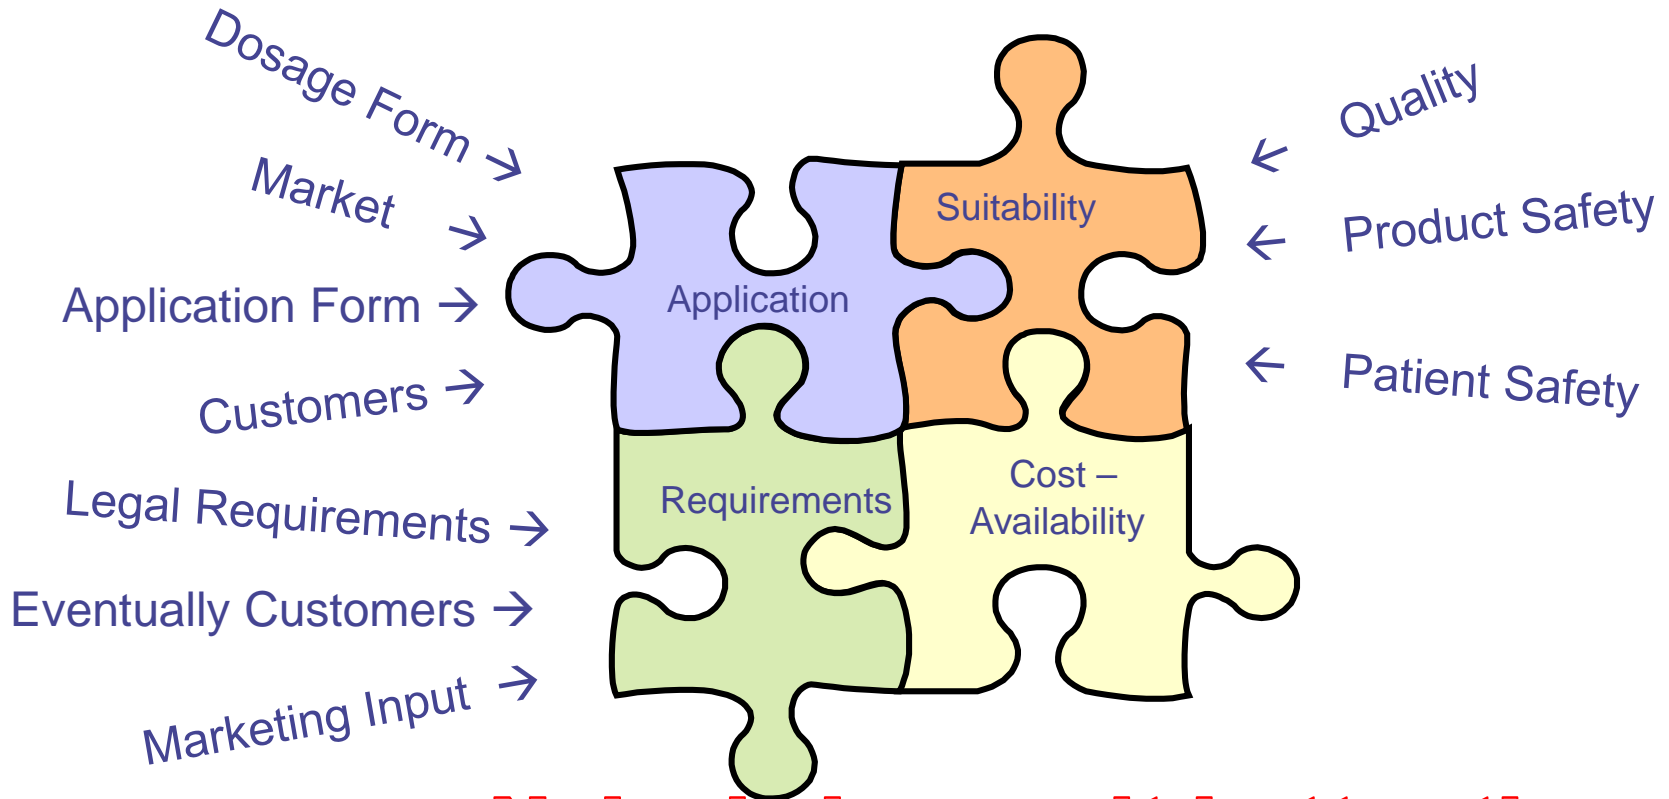 Dosage Form →
Market →
Application Form →
Customers →
Legal Requirements →
Eventually Customers →
Marketing Input →
Application
Suitability
Requirements
Cost –
Availability
← Quality
← Product Safety
← Patient Safety